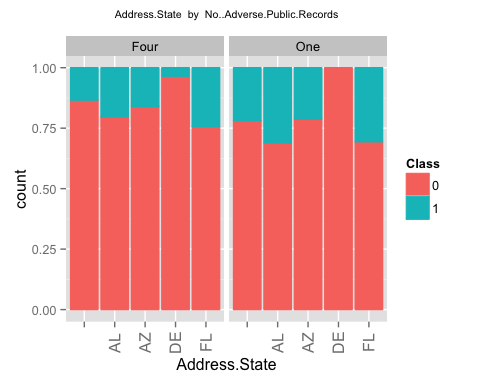 Address.State by No..Adverse.Public.Records
Four One
1.00
0.75
0.50
0.25
0.00
count
AL AZ DE FL AL AZ DE FL
Address.State
Class
0
1